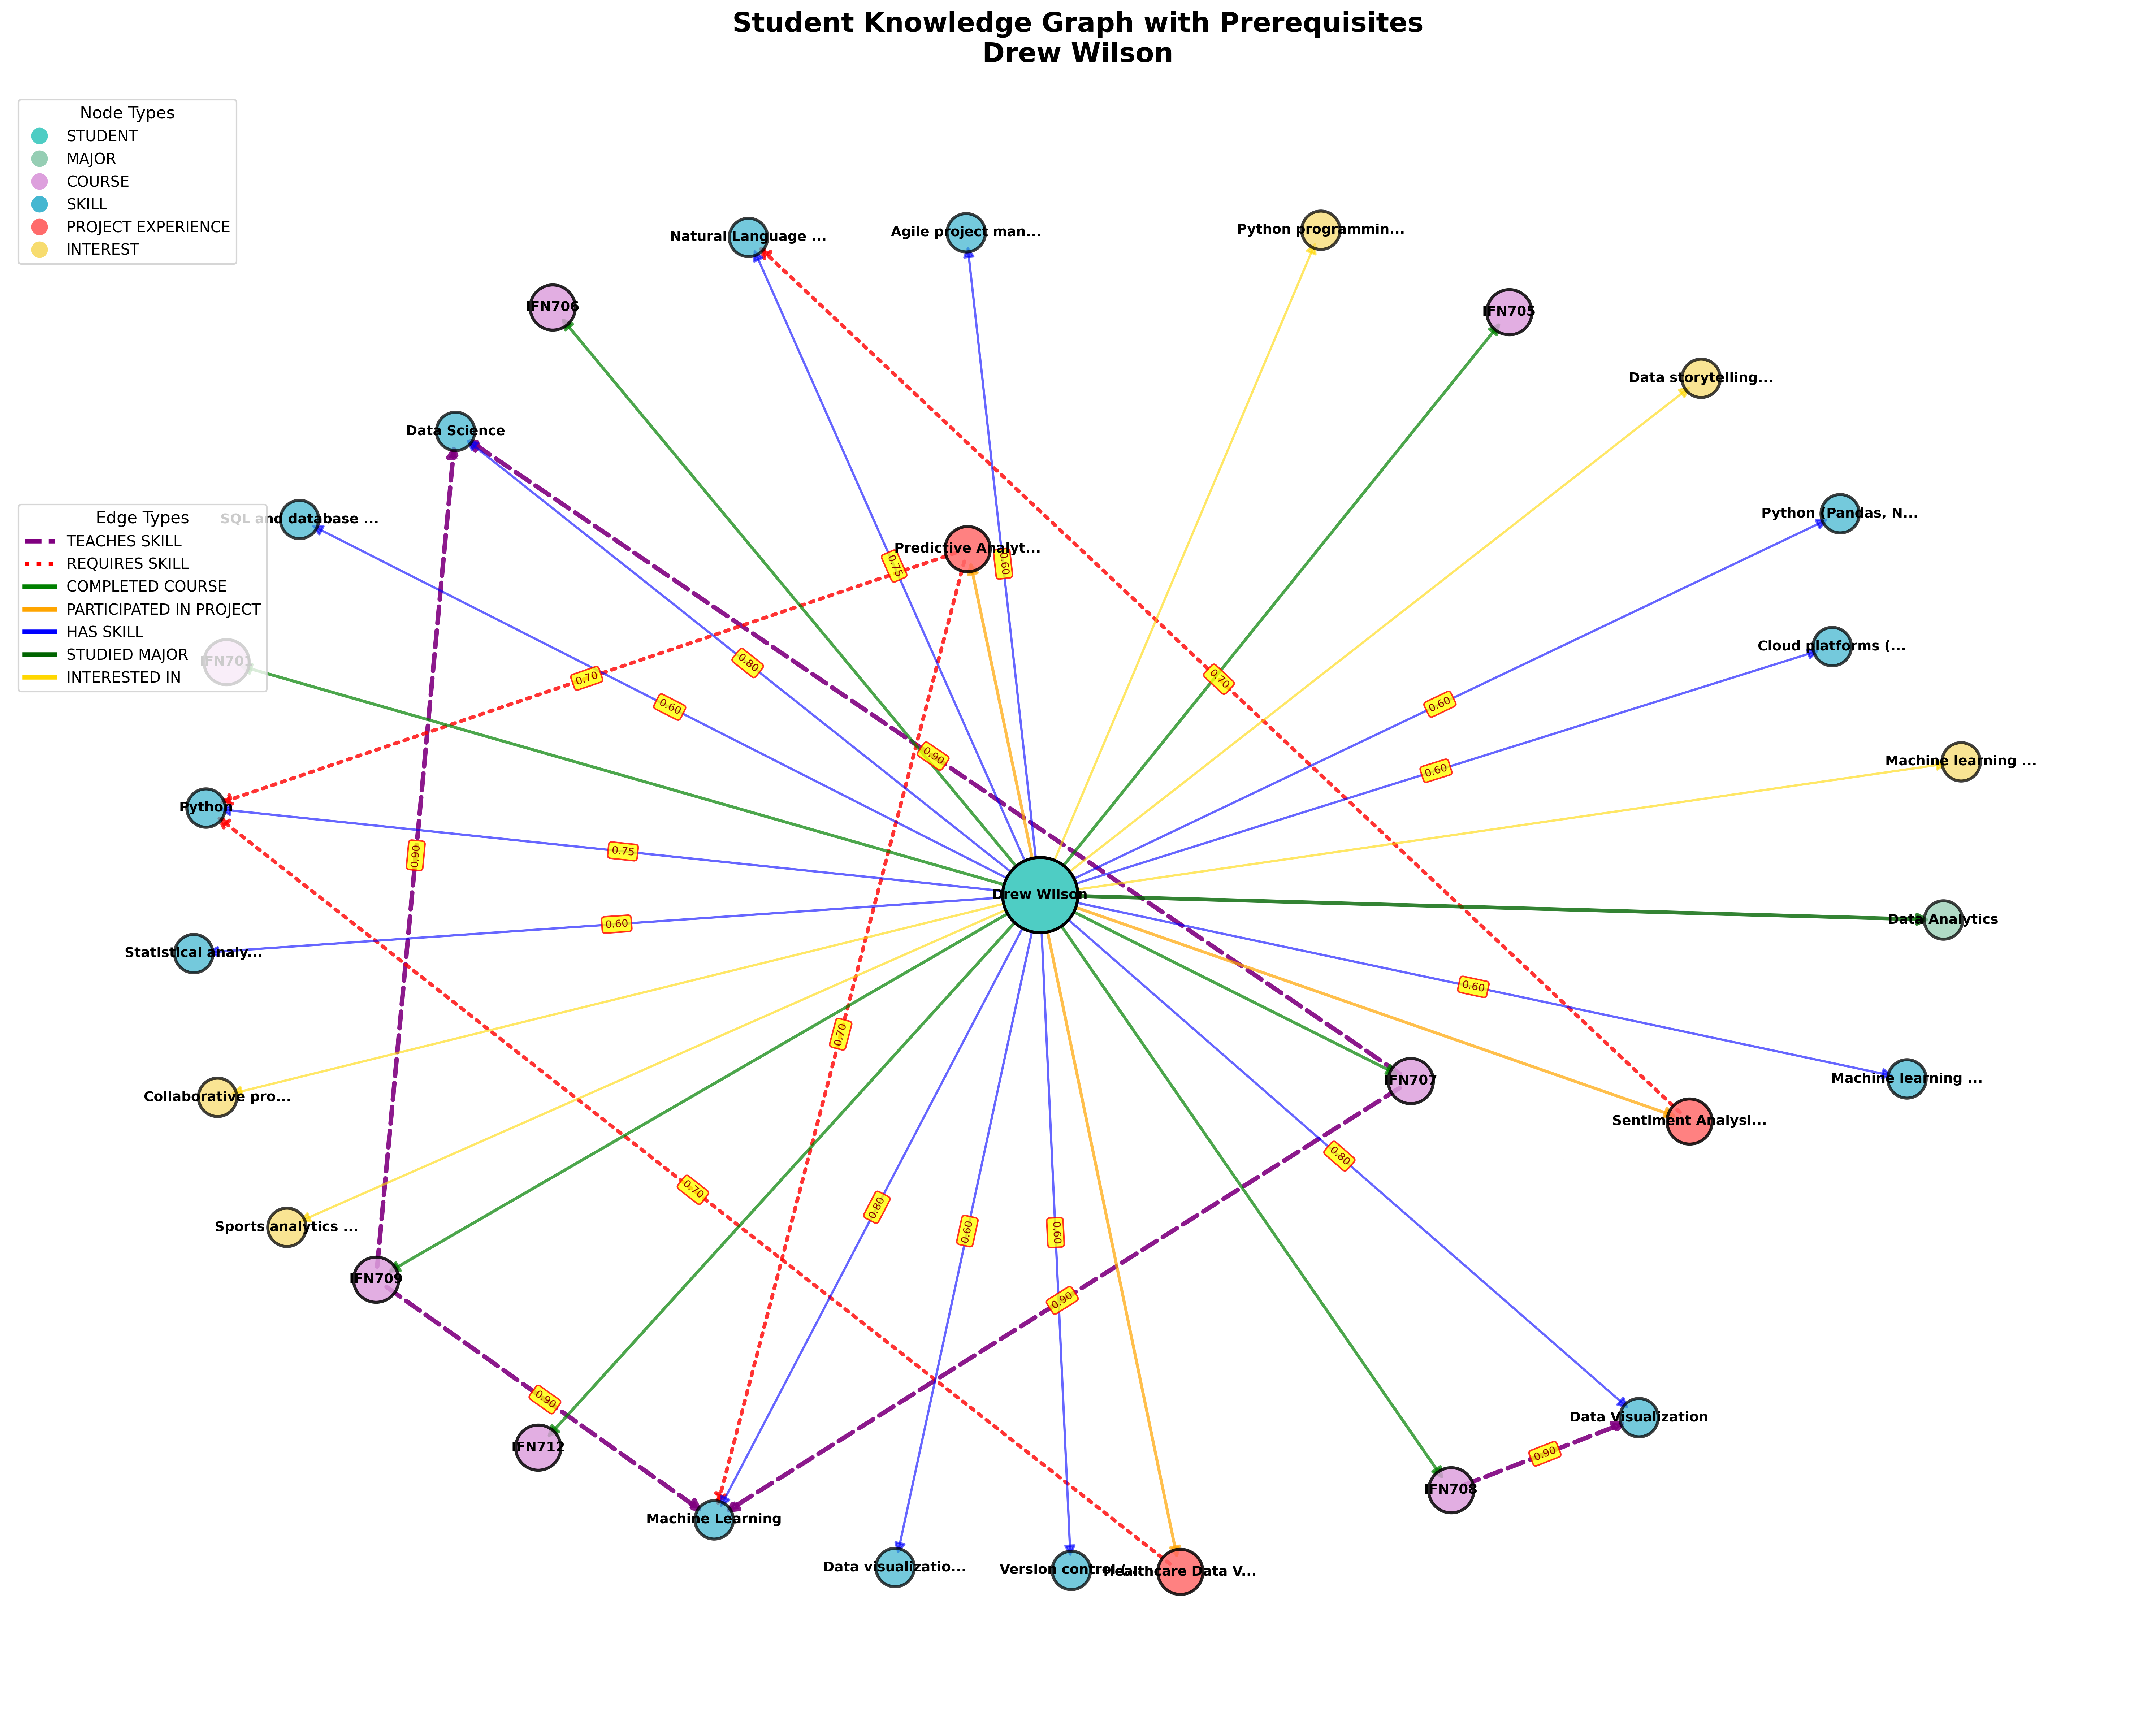 Student Knowledge Graph with Prerequisites
Drew Wilson
Node Types
STUDENT
MAJOR
COURSE
SKILL
PROJECT EXPERIENCE
INTEREST
Natural Language ...
Agile project man...
Python programmin...
IFN706
IFN705
Data storytelling...
Data Science
Python (Pandas, N...
SQL and database ...
Edge Types
TEACHES SKILL
REQUIRES SKILL
COMPLETED COURSE
PARTICIPATED IN PROJECT
HAS SKILL
STUDIED MAJOR
INTERESTED IN
Predictive Analyt...
0.75
0.60
Cloud platforms (...
IFN701
0.80
0.70
0.70
0.60
0.60
0.90
0.60
Machine learning ...
Python
0.75
0.90
Drew Wilson
0.60
Data Analytics
Statistical analy...
0.60
0.70
Machine learning ...
IFN707
Collaborative pro...
Sentiment Analysi...
0.80
0.70
0.80
Sports analytics ...
0.60
0.60
IFN709
0.90
0.90
Data Visualization
IFN712
0.90
IFN708
Machine Learning
Data visualizatio...
Version control (...
Healthcare Data V...